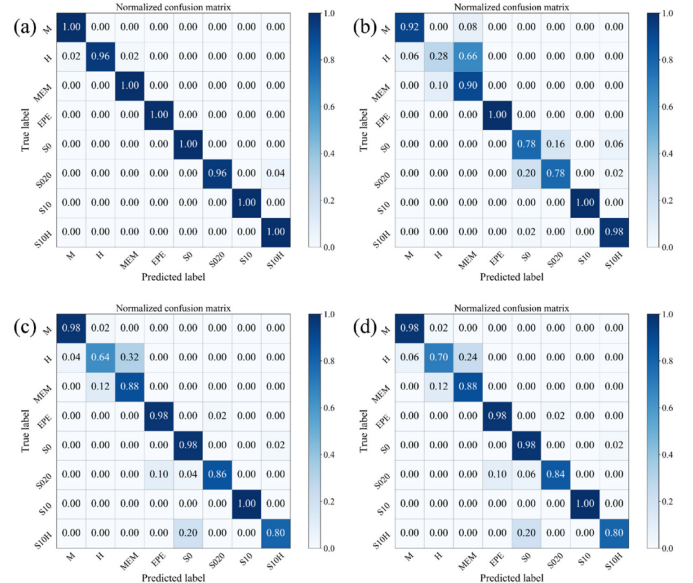 (a)
Normalized confusion matrix
M 1.00 0.00 0.00 0.00 0.00 0.00 0.00 0.00 1.0
H 0.02 0.96 0.02 0.00 0.00 0.00 0.00 0.00 0.8
MEM 0.00 0.00 1.00 0.00 0.00 0.00 0.00 0.00
EPE 0.00 0.00 0.00 1.00 0.00 0.00 0.00 0.00 0.6
S0 0.00 0.00 0.00 0.00 1.00 0.00 0.00 0.00 0.4
S020 0.00 0.00 0.00 0.00 0.00 0.96 0.00 0.04
S10 0.00 0.00 0.00 0.00 0.00 0.00 1.00 0.00 0.2
S10H 0.00 0.00 0.00 0.00 0.00 0.00 0.00 1.00 0.0
True label
M H MEM EPE S0 S020 S10 S10H
Predicted label
(b)
Normalized confusion matrix
M 0.92 0.00 0.08 0.00 0.00 0.00 0.00 0.00 1.0
H 0.06 0.28 0.66 0.00 0.00 0.00 0.00 0.00 0.8
MEM 0.00 0.10 0.90 0.00 0.00 0.00 0.00 0.00
EPE 0.00 0.00 0.00 1.00 0.00 0.00 0.00 0.00 0.6
S0 0.00 0.00 0.00 0.00 0.78 0.16 0.00 0.06 0.4
S020 0.00 0.00 0.00 0.00 0.20 0.78 0.00 0.02
S10 0.00 0.00 0.00 0.00 0.00 0.00 1.00 0.00 0.2
S10H 0.00 0.00 0.00 0.00 0.02 0.00 0.00 0.98 0.0
True label
M H MEM EPE S0 S020 S10 S10H
Predicted label
(c)
Normalized confusion matrix
M 0.98 0.02 0.00 0.00 0.00 0.00 0.00 0.00 1.0
H 0.04 0.64 0.32 0.00 0.00 0.00 0.00 0.00 0.8
MEM 0.00 0.12 0.88 0.00 0.00 0.00 0.00 0.00
EPE 0.00 0.00 0.00 0.98 0.00 0.02 0.00 0.00 0.6
S0 0.00 0.00 0.00 0.00 0.98 0.00 0.00 0.02 0.4
S020 0.00 0.00 0.00 0.10 0.04 0.86 0.00 0.00
S10 0.00 0.00 0.00 0.00 0.00 0.00 1.00 0.00 0.2
S10H 0.00 0.00 0.00 0.00 0.20 0.00 0.00 0.80 0.0
True label
M H MEM EPE S0 S020 S10 S10H
Predicted label
(d)
Normalized confusion matrix
M 0.98 0.02 0.00 0.00 0.00 0.00 0.00 0.00 1.0
H 0.06 0.70 0.24 0.00 0.00 0.00 0.00 0.00 0.8
MEM 0.00 0.12 0.88 0.00 0.00 0.00 0.00 0.00
EPE 0.00 0.00 0.00 0.98 0.00 0.02 0.00 0.00 0.6
S0 0.00 0.00 0.00 0.00 0.98 0.00 0.00 0.02 0.4
S020 0.00 0.00 0.00 0.10 0.06 0.84 0.00 0.00
S10 0.00 0.00 0.00 0.00 0.00 0.00 1.00 0.00 0.2
S10H 0.00 0.00 0.00 0.00 0.20 0.00 0.00 0.80 0.0
True label
M H MEM EPE S0 S020 S10 S10H
Predicted label